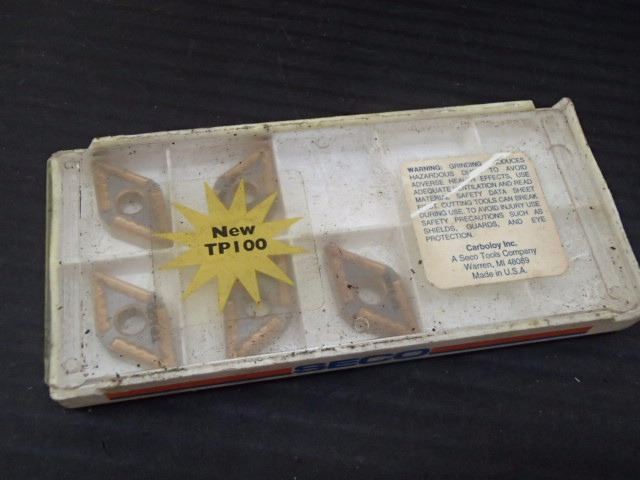 New
TP100
WARNING: GRINDING PRODUCES
HAZARDOUS DUST. TO AVOID
ADVERSE HEALTH EFFECTS, USE
ADEQUATE VENTILATION AND READ
MATERIAL SAFETY DATA SHEET
FIRST. CUTTING TOOLS CAN BREAK
DURING USE. TO AVOID INJURY USE
SAFETY PRECAUTIONS SUCH AS
SHIELDS, GUARDS, AND EYE
PROTECTION.
Carboloy Inc.
A Seco Tools Company
Warren, MI 48089
Made in U.S.A.
SECO